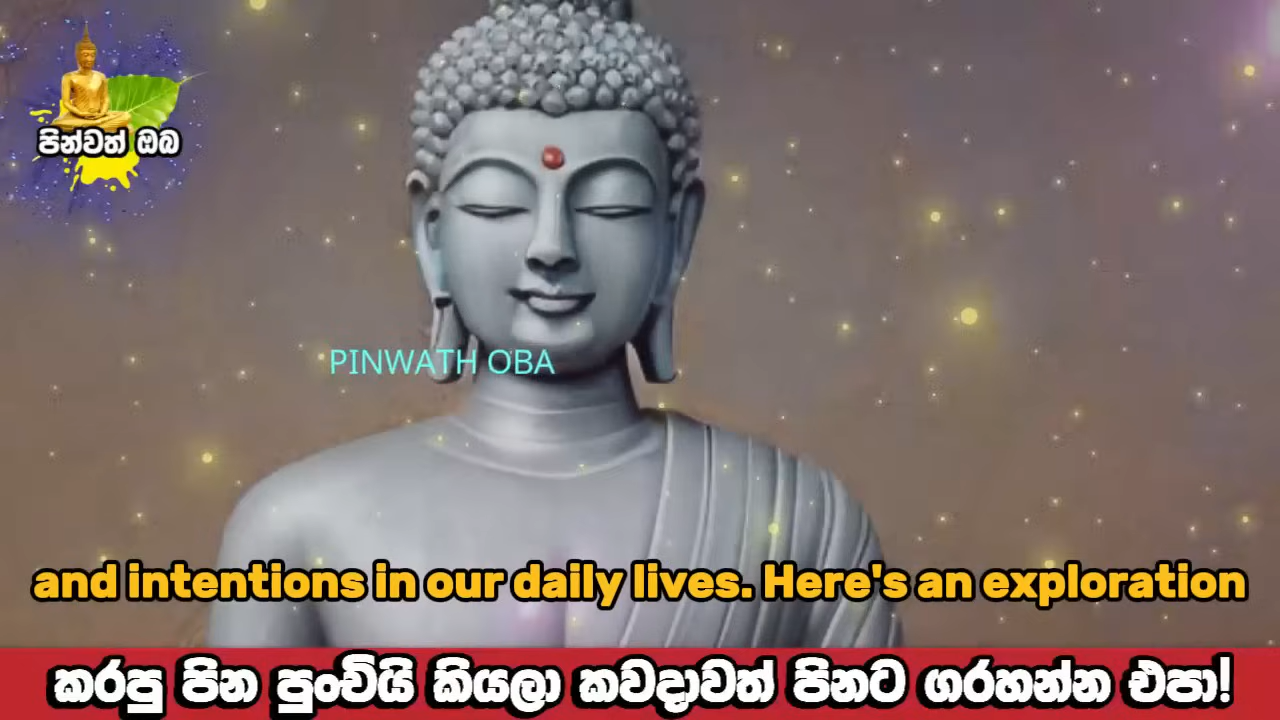 පින්වත් ඔබ
PINWATH OBA
and intentions in our daily lives. Here's an exploration
කරපු පින පුංචියි කියලා කවදාවත් පිනට ගරහන්න එපා!